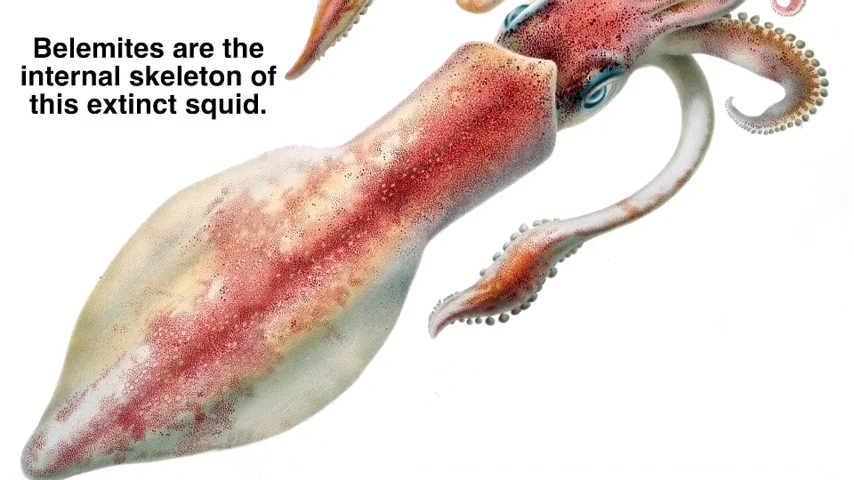 Belemites are the
internal skeleton of
this extinct squid.